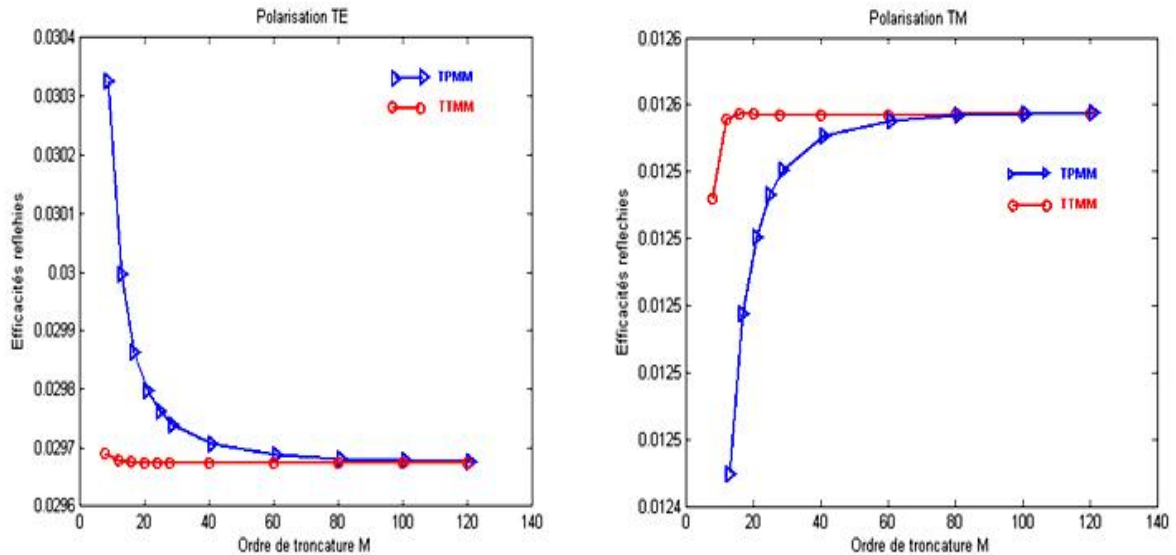 Polarisation TE
0.0304
0.0303
0.0302
0.0301
0.03
0.0299
0.0298
0.0297
0.0296
Efficacités reflehies
TPMM
TTMM
0 20 40 60 80 100 120 140
Ordre de troncature M
Polarisation TM
0.0126
0.0126
0.0125
0.0125
0.0125
0.0125
0.0125
0.0124
Efficacités reflechies
TPMM
TTMM
0 20 40 60 80 100 120 140
Ordre de troncature M